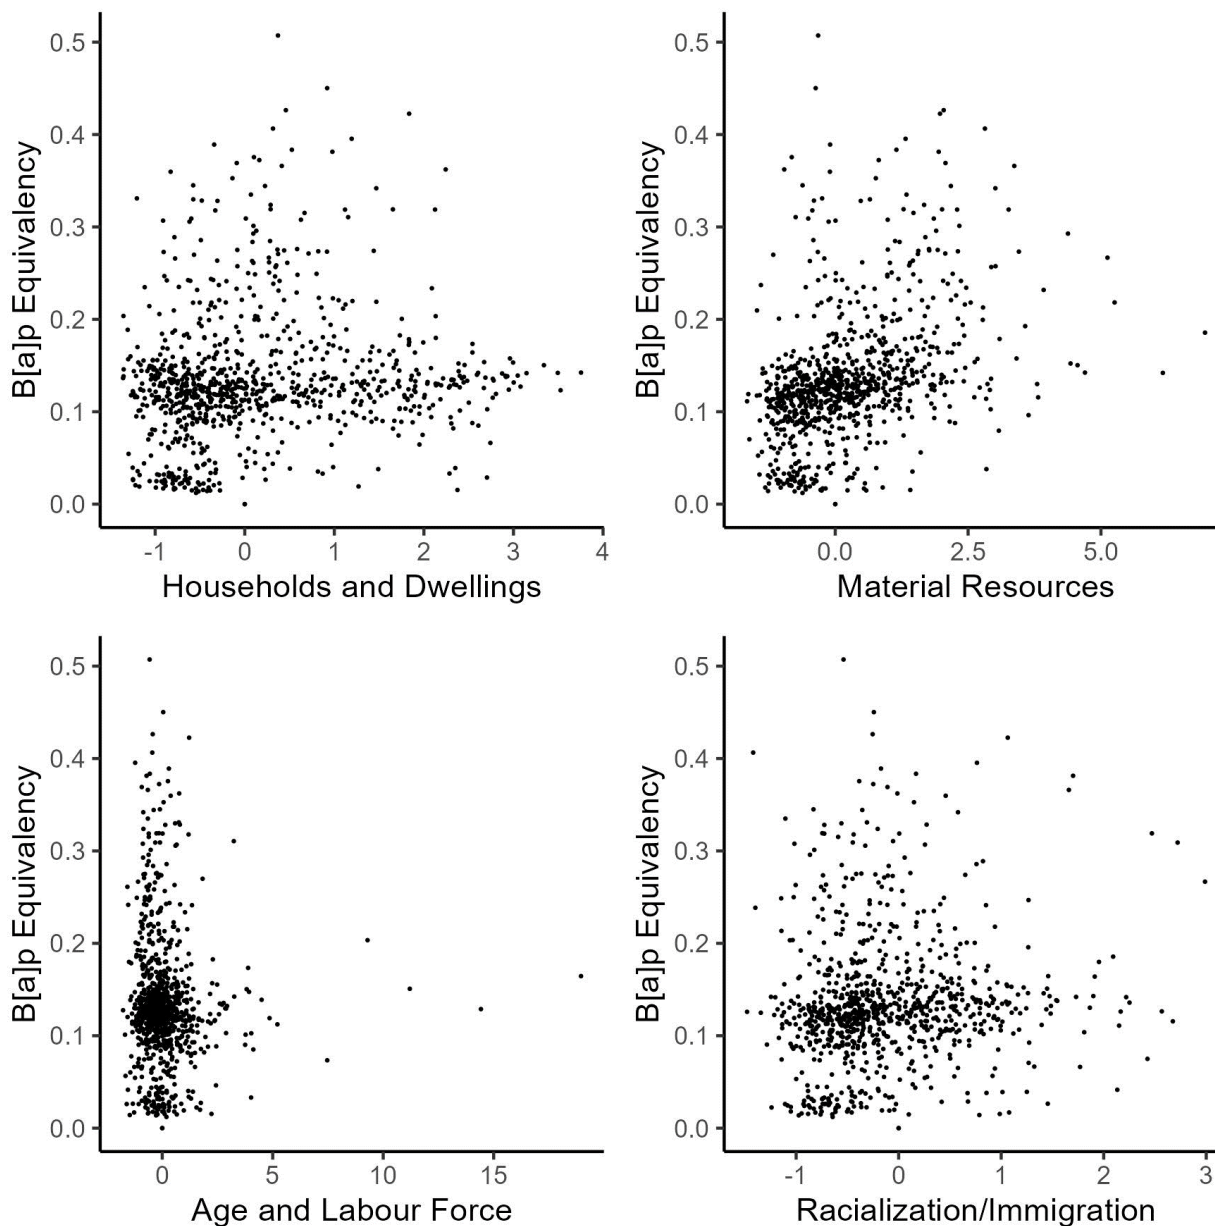 0.5
0.4
0.3
0.2
0.1
0.0
B[a]p Equivalency
-1 0 1 2 3 4
Households and Dwellings
0.5
0.4
0.3
0.2
0.1
0.0
B[a]p Equivalency
0.0 2.5 5.0
Material Resources
0.5
0.4
0.3
0.2
0.1
0.0
B[a]p Equivalency
0 5 10 15
Age and Labour Force
0.5
0.4
0.3
0.2
0.1
0.0
B[a]p Equivalency
-1 0 1 2 3
Racialization/Immigration